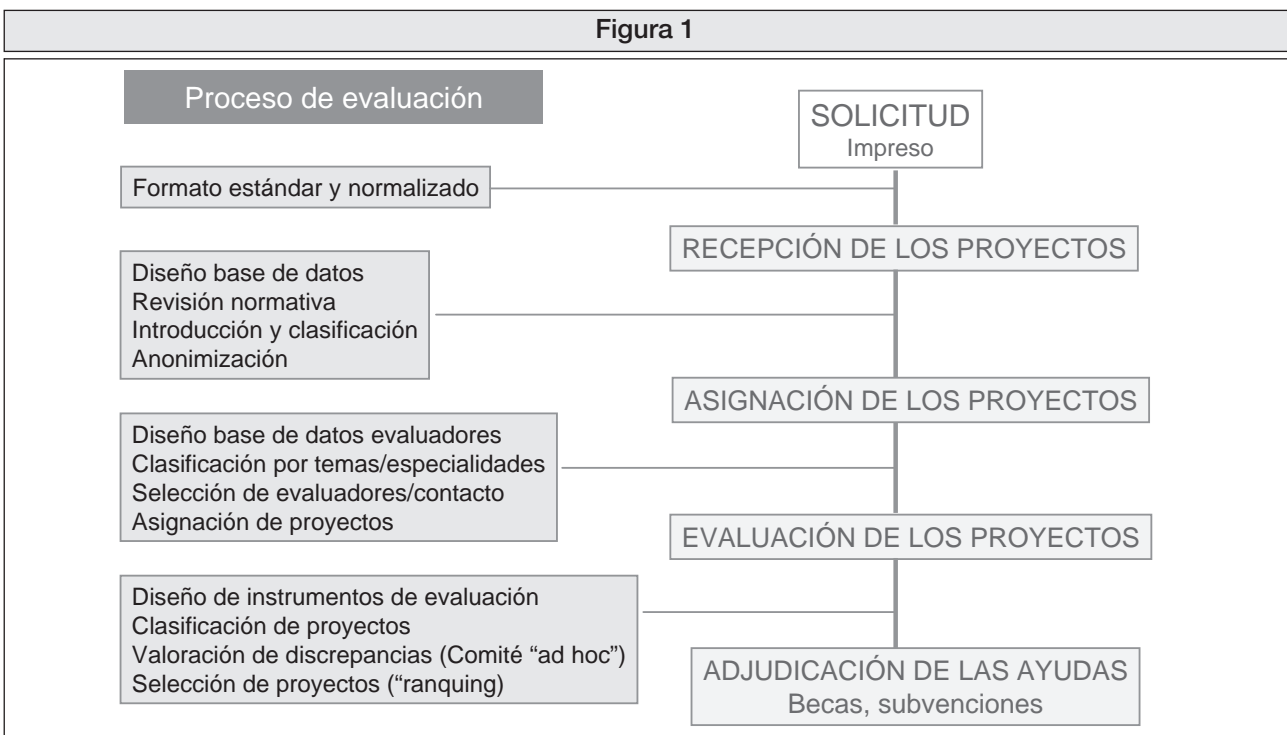 Figura 1
Proceso de evaluación
SOLICITUD
Impreso
Formato estándar y normalizado
RECEPCIÓN DE LOS PROYECTOS
Diseño base de datos
Revisión normativa
Introducción y clasificación
Anonimización
ASIGNACIÓN DE LOS PROYECTOS
Diseño base de datos evaluadores
Clasificación por temas/especialidades
Selección de evaluadores/contacto
Asignación de proyectos
EVALUACIÓN DE LOS PROYECTOS
Diseño de instrumentos de evaluación
Clasificación de proyectos
Valoración de discrepancias (Comité “ad hoc”)
Selección de proyectos (“ranquing)
ADJUDICACIÓN DE LAS AYUDAS
Becas, subvenciones